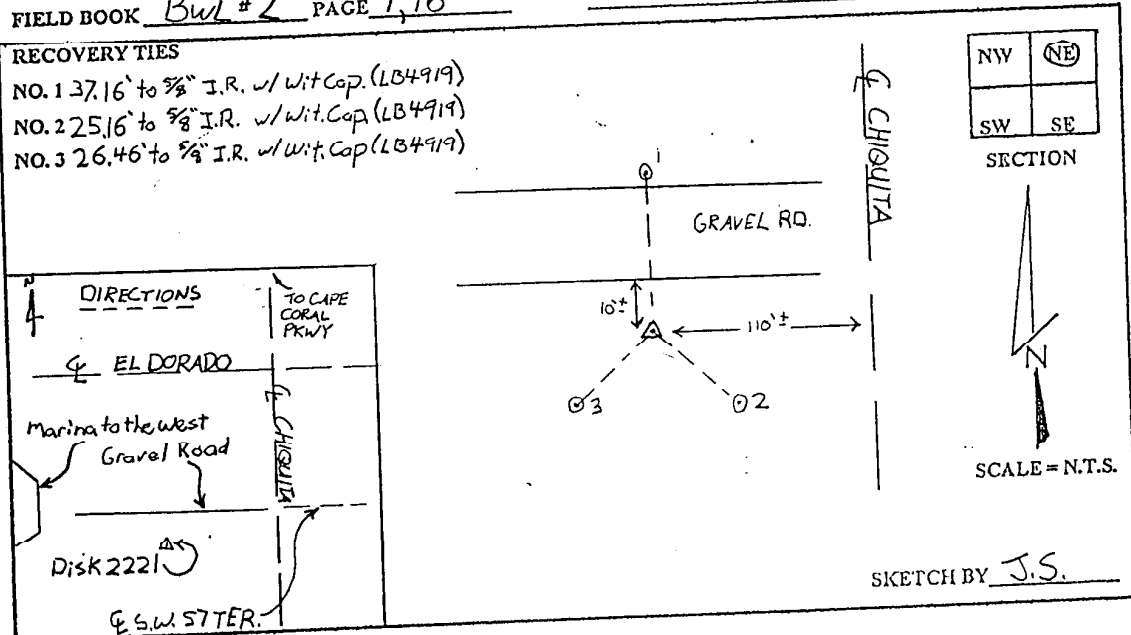 FIELD BOOK BWL #2 PAGE 1,16
RECOVERY TIES
NO. 1 37.16' to 5/8" I.R. w/ Wit Cap. (LB4919)
NO. 2 25.16' to 5/8" I.R. w/ Wit. Cap (LB4919)
NO. 3 26.46' to 5/8" I.R. w/ Wit. Cap (LB4919)
NW NE
SW SE
SECTION
℄ CHIQUITA
1
GRAVEL RD.
10'±
110'±
3
2
N
SCALE = N.T.S.
SKETCH BY J.S.
N
DIRECTIONS
TO CAPE
CORAL
PKWY
℄ EL DORADO
℄ CHIQUITA
Marina to the west
Gravel Road
Disk 2221
℄ S.W. 57 TER.